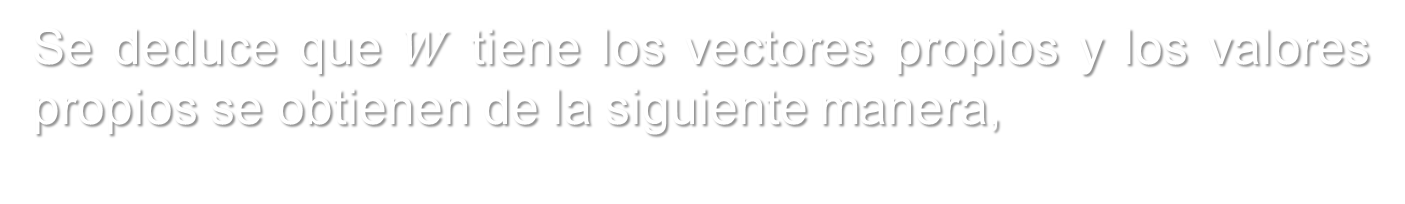 Se deduce que W tiene los vectores propios y los valores
propios se obtienen de la siguiente manera,